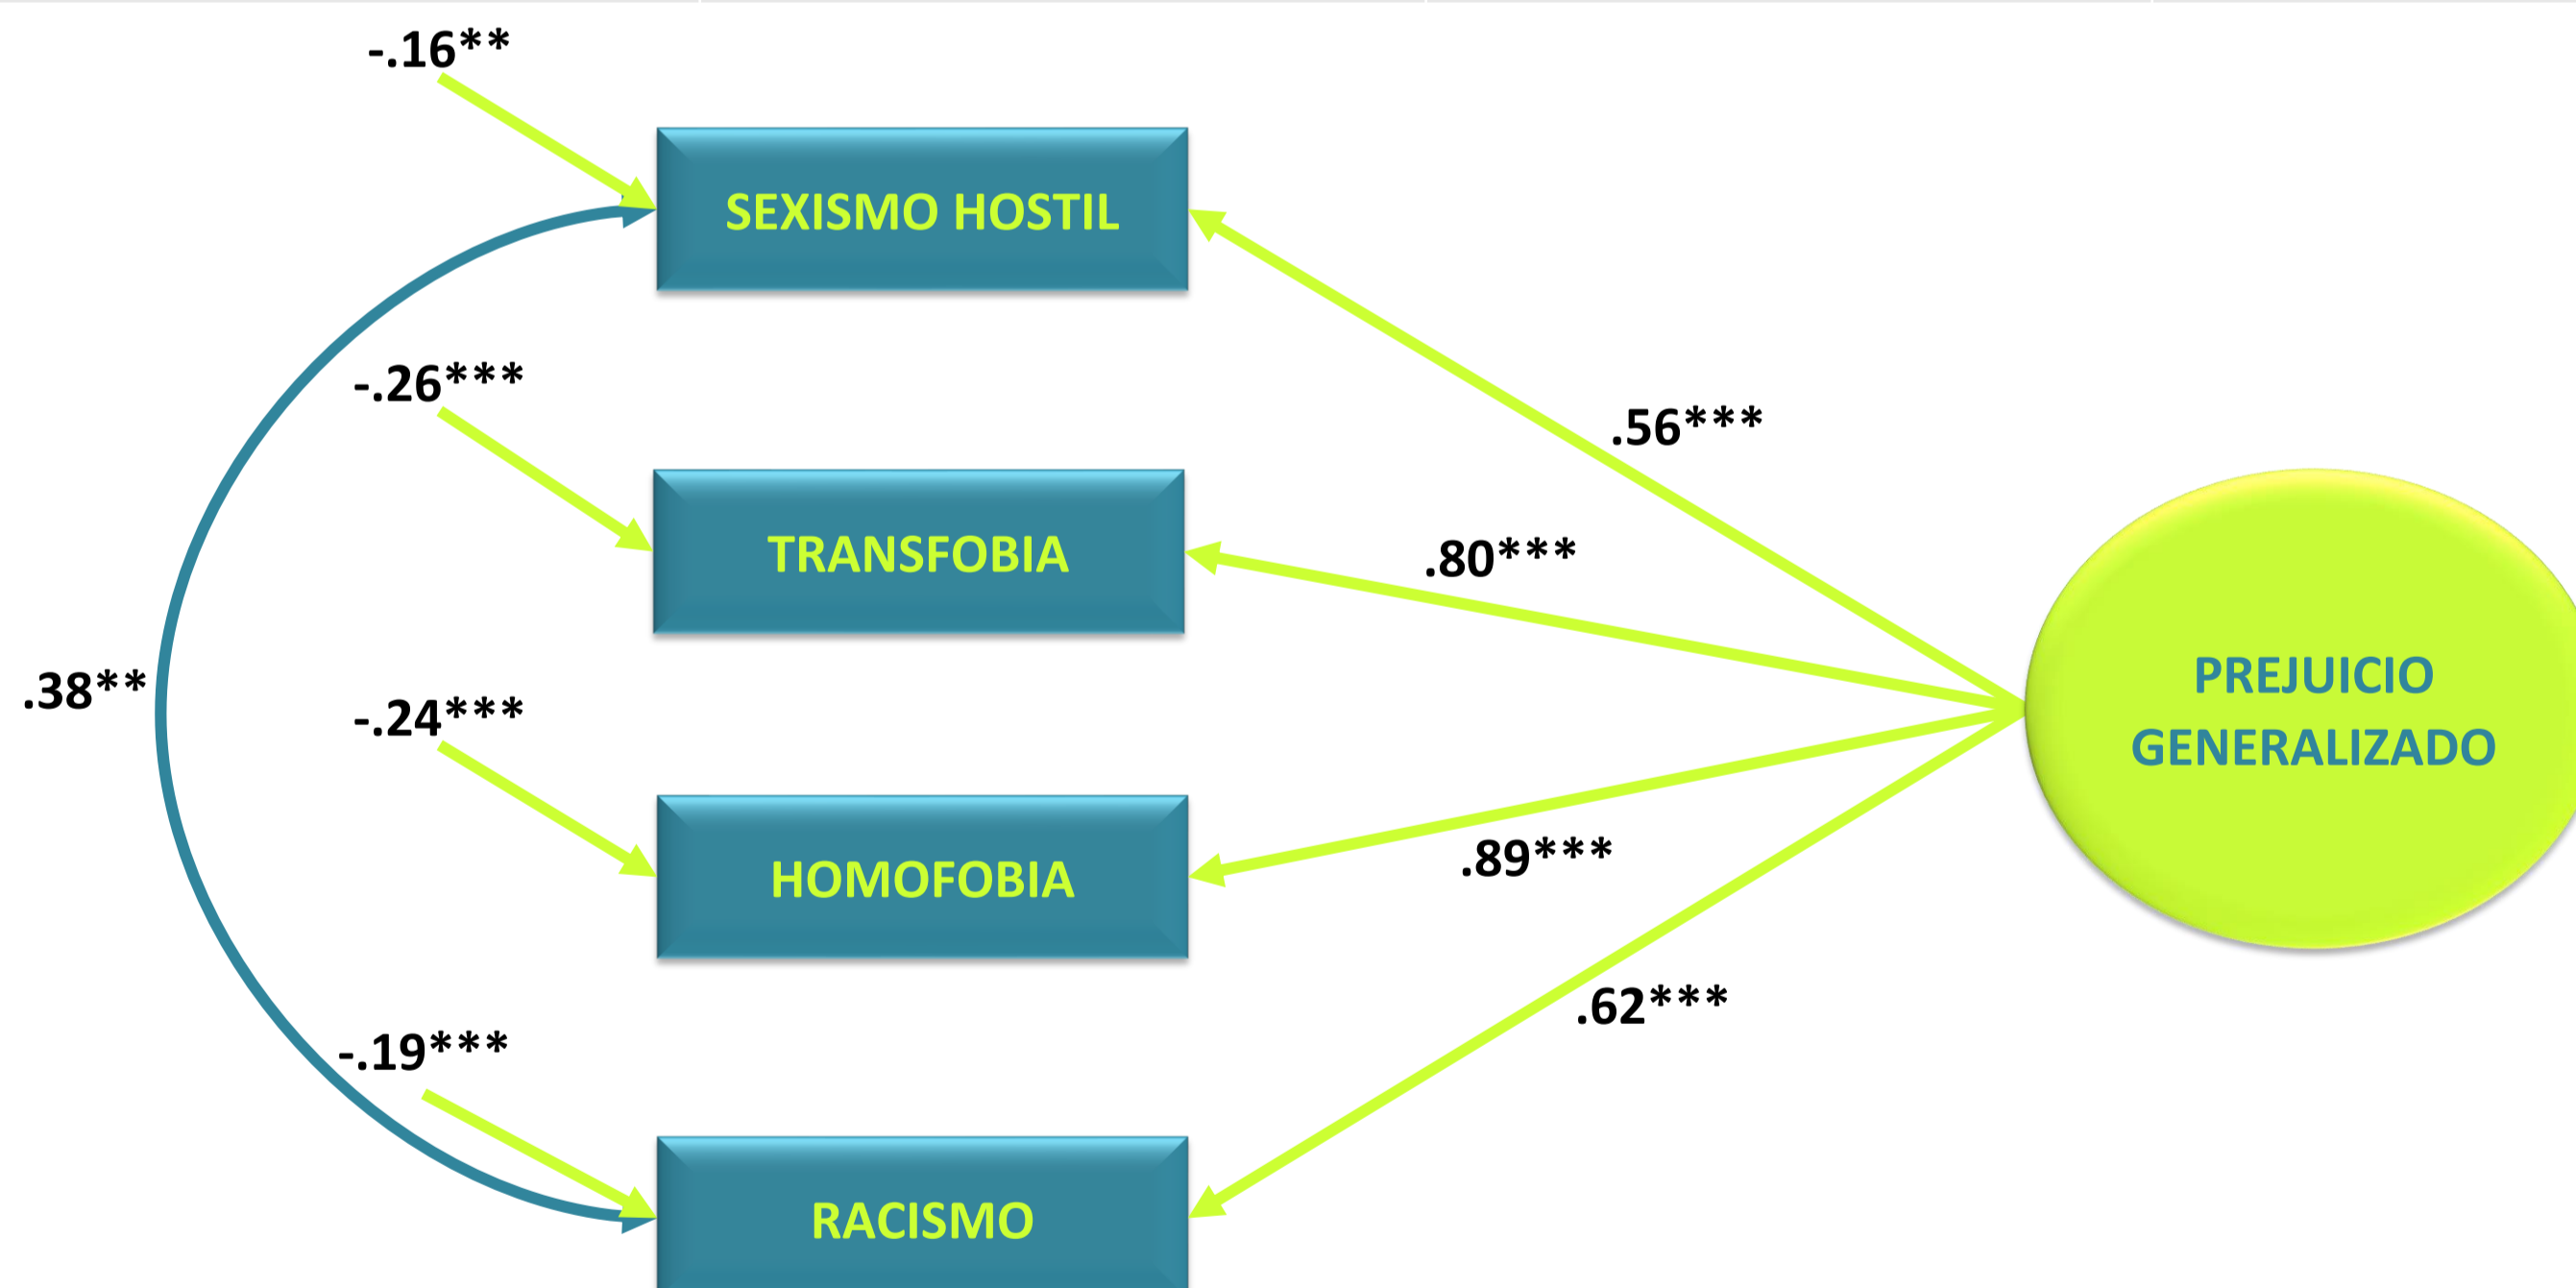 -.16**
SEXISMO HOSTIL
-.26***
.56***
TRANSFOBIA
.80***
.38**
-.24***
PREJUICIO
GENERALIZADO
HOMOFOBIA
.89***
-.19***
.62***
RACISMO